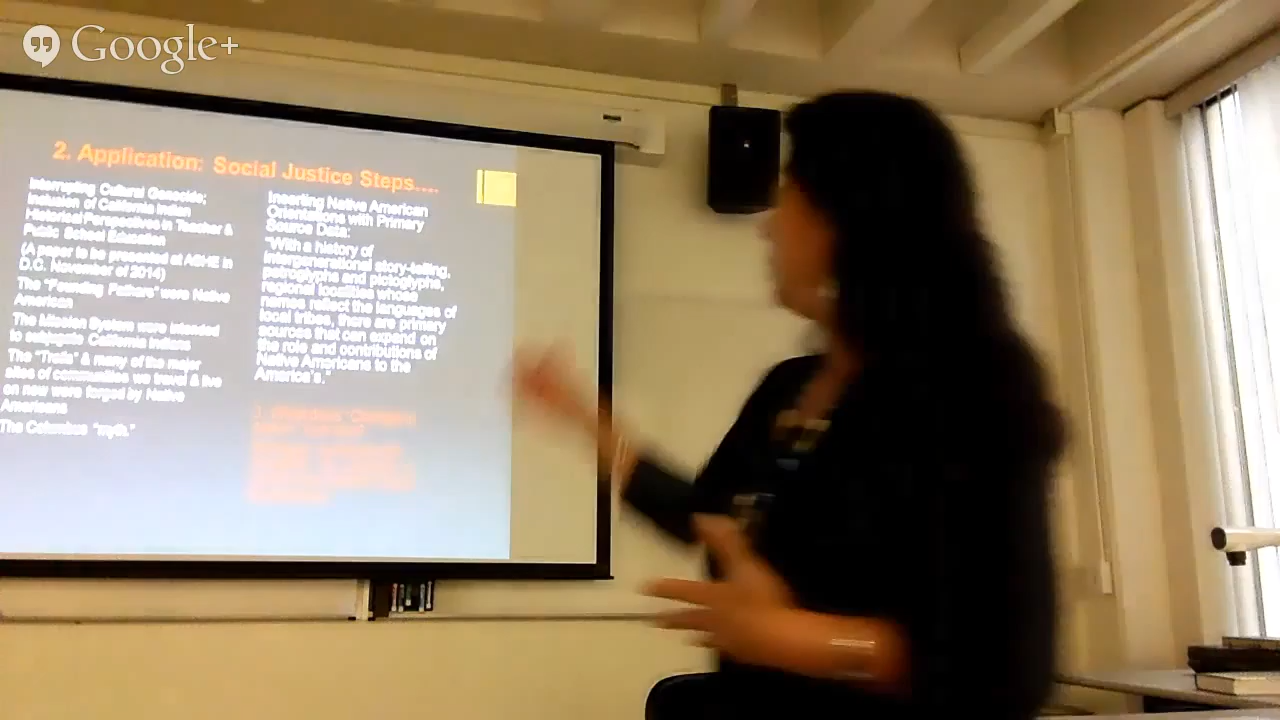 Google+
2. Application: Social Justice Steps....
Interrupting Cultural Genocide;
Inclusion of California Indian
Historical Perspectives in Teacher &
Public School Education
(A paper to be presented at ASHE in
D.C. November of 2014)
The "Founding Fathers" were Native
American
The Mission System were intended
to subjugate California Indians
The "Trails" & many of the major
sites of communities we travel & live
on now were forged by Native
Americans
The Columbus "myth."
Inserting Native American
Orientations with Primary
Source Data:
"With a history of
intergenerational story-telling,
petroglyphs and pictoglyphs,
regional localities whose
names reflect the languages of
local tribes, there are primary
sources that can expand on
the role and contributions of
Native Americans to the
America's."